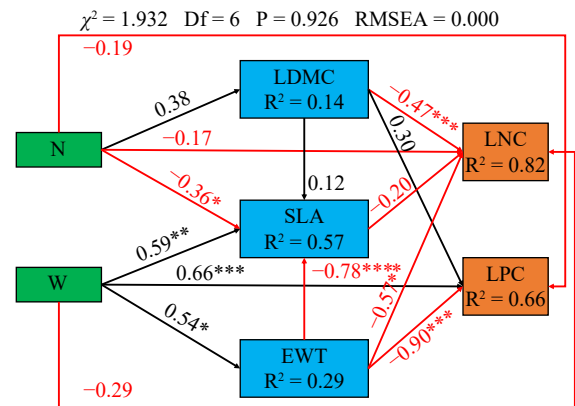 χ² = 1.932 Df = 6 P = 0.926 RMSEA = 0.000
−0.19
LDMC
R² = 0.14
0.38
−0.47***
0.30
N
−0.17
LNC
R² = 0.82
−0.36*
0.12
−0.20
SLA
R² = 0.57
0.59**
W
0.66***
−0.78****
−0.57*
LPC
R² = 0.66
0.54*
−0.90***
EWT
R² = 0.29
−0.29